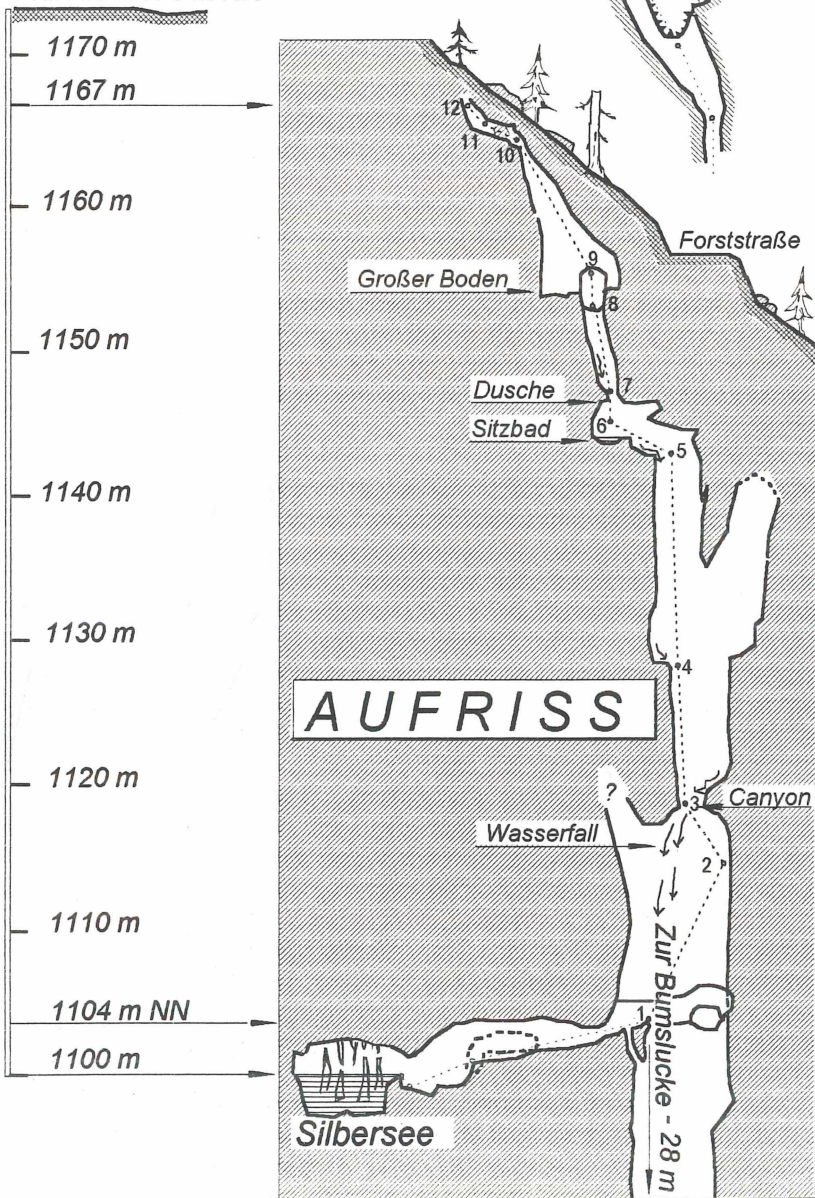 1170 m
1167 m
12
11
10
1160 m
Forststraße
9
Großer Boden
8
1150 m
7
Dusche
6
Sitzbad
5
1140 m
1130 m
4
AUFRISS
1120 m
?
3
Canyon
Wasserfall
2
1110 m
Zur Bumslucke - 28 m
1104 m NN
1
1100 m
Silbersee